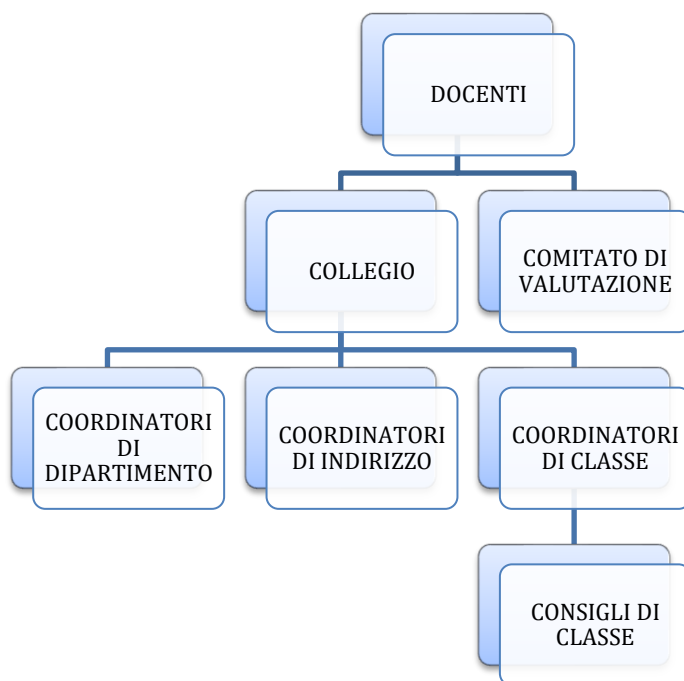 DOCENTI
COLLEGIO
COMITATO DI
VALUTAZIONE
COORDINATORI
DI
DIPARTIMENTO
COORDINATORI
DI INDIRIZZO
COORDINATORI
DI CLASSE
CONSIGLI DI
CLASSE